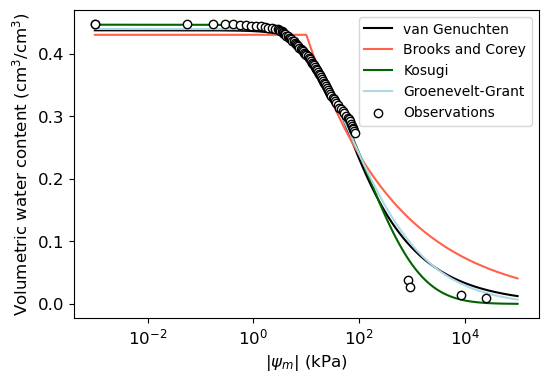 Volumetric water content (cm³/cm³)
0.4
0.3
0.2
0.1
0.0
van Genuchten
Brooks and Corey
Kosugi
Groenevelt-Grant
Observations
10⁻² 10⁰ 10² 10⁴
|ψₘ| (kPa)